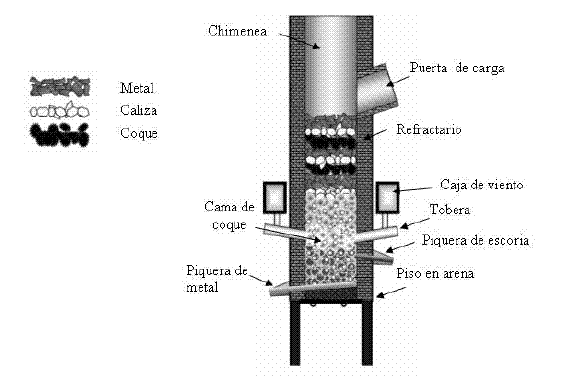 Chimenea
Puerta de carga
Metal
Caliza
Coque
Refractario
Caja de viento
Cama de
coque
Tobera
Piquera de escoria
Piquera de
metal
Piso en arena